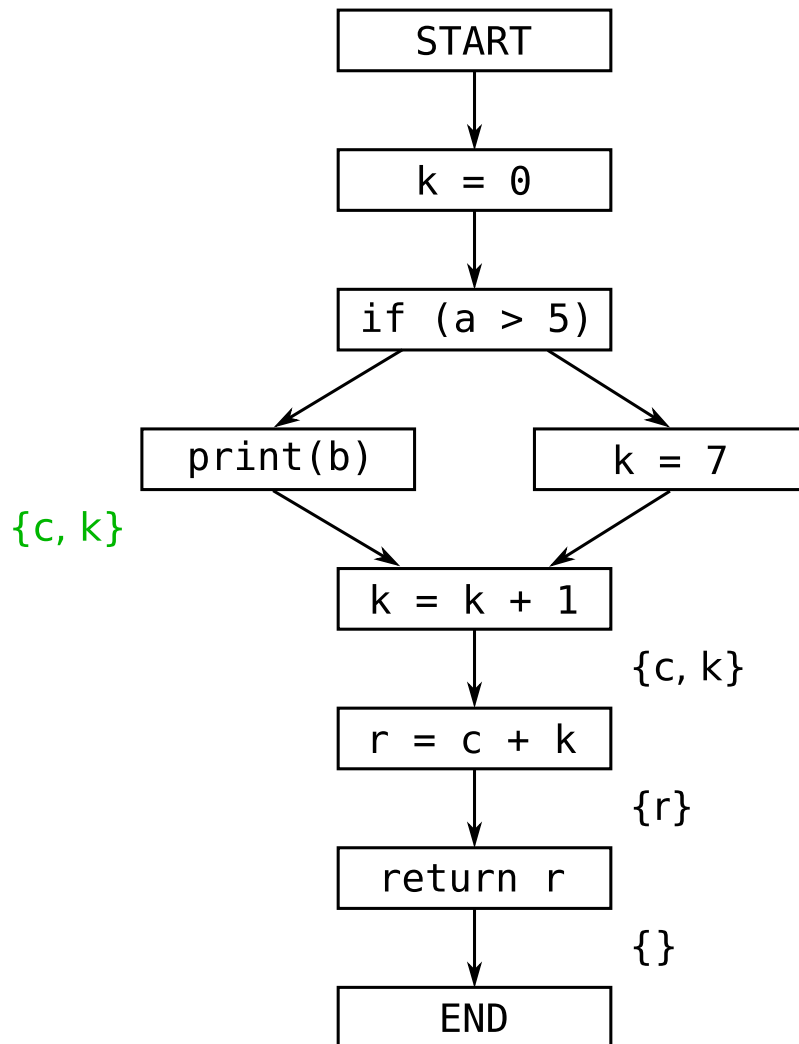 START
k = 0
if (a > 5)
print(b)
k = 7
{c, k}
k = k + 1
{c, k}
r = c + k
{r}
return r
{}
END